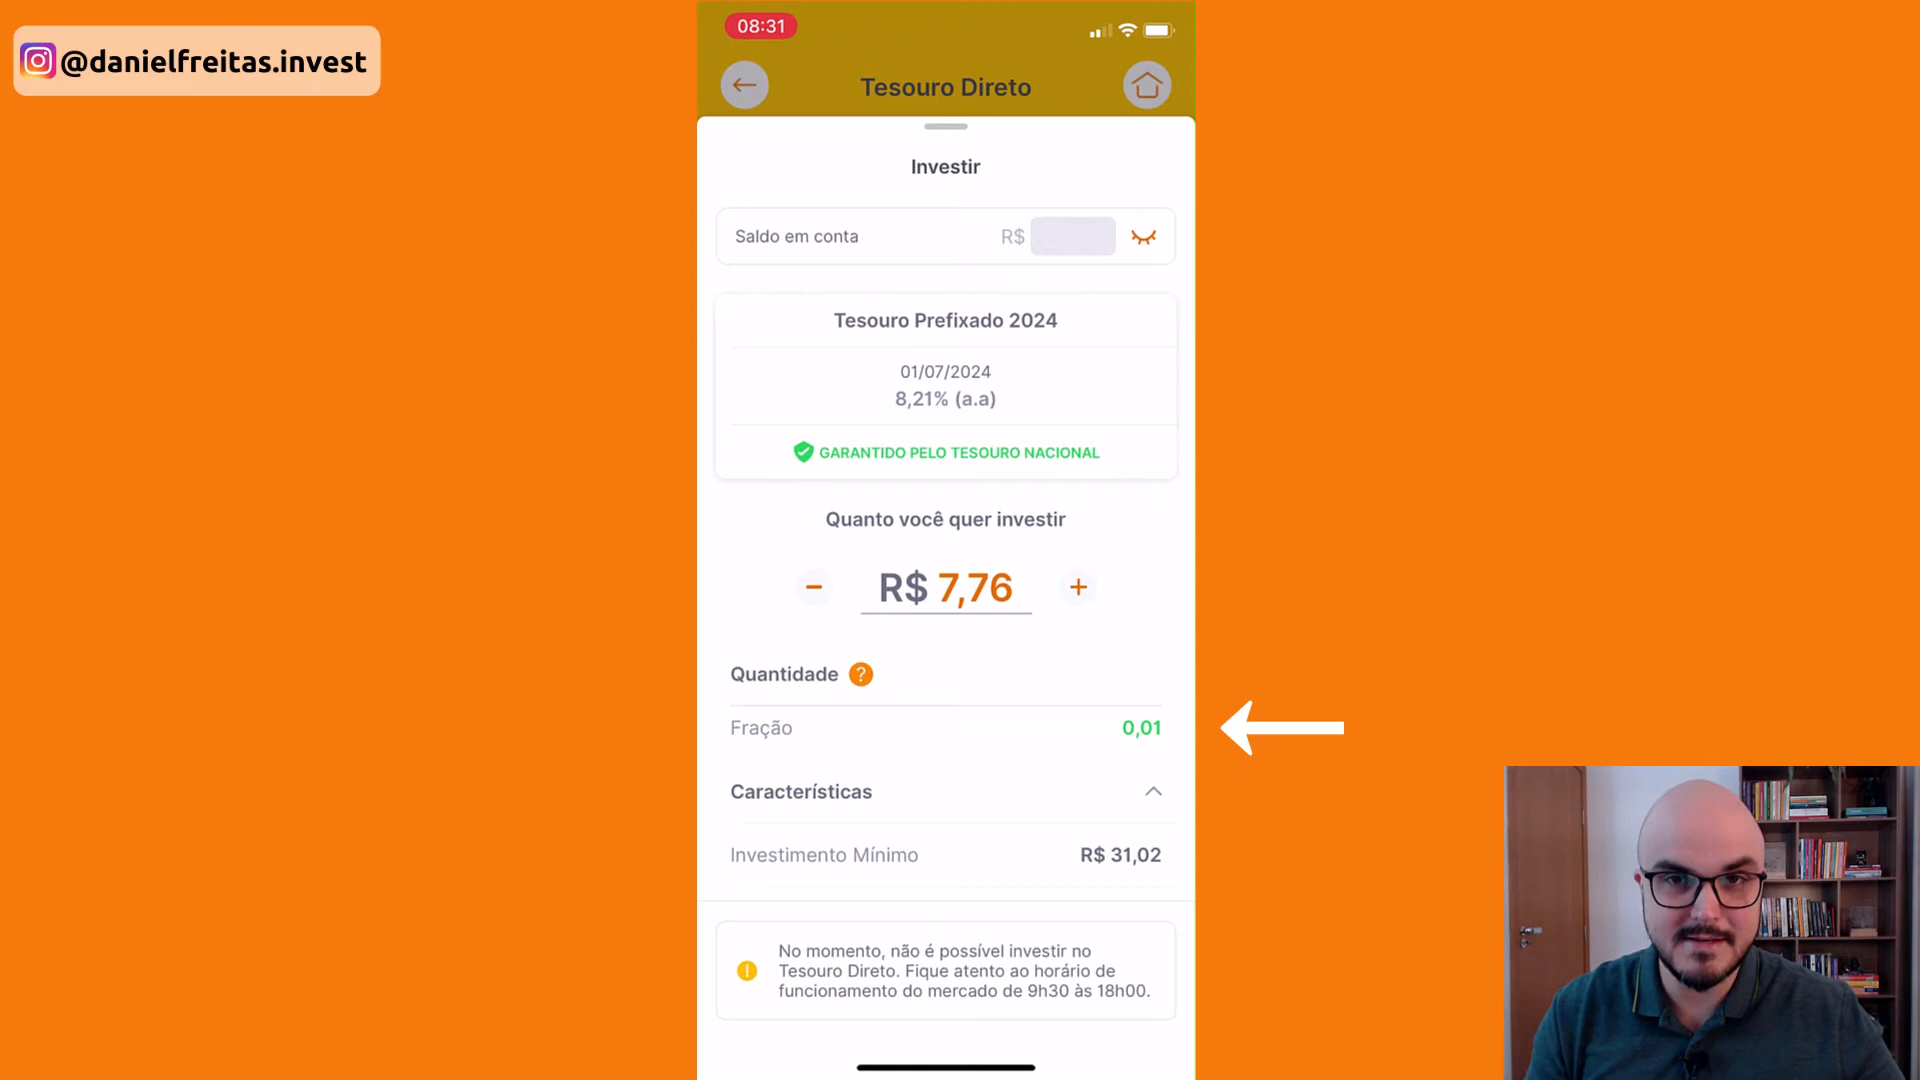 @danielfreitas.invest
08:31
Tesouro Direto
Investir
Saldo em conta R$
Tesouro Prefixado 2024
01/07/2024
8,21% (a.a)
GARANTIDO PELO TESOURO NACIONAL
Quanto você quer investir
− R$ 7,76 +
Quantidade ?
Fração 0,01
Características
Investimento Mínimo R$ 31,02
No momento, não é possível investir no
Tesouro Direto. Fique atento ao horário de
funcionamento do mercado de 9h30 às 18h00.